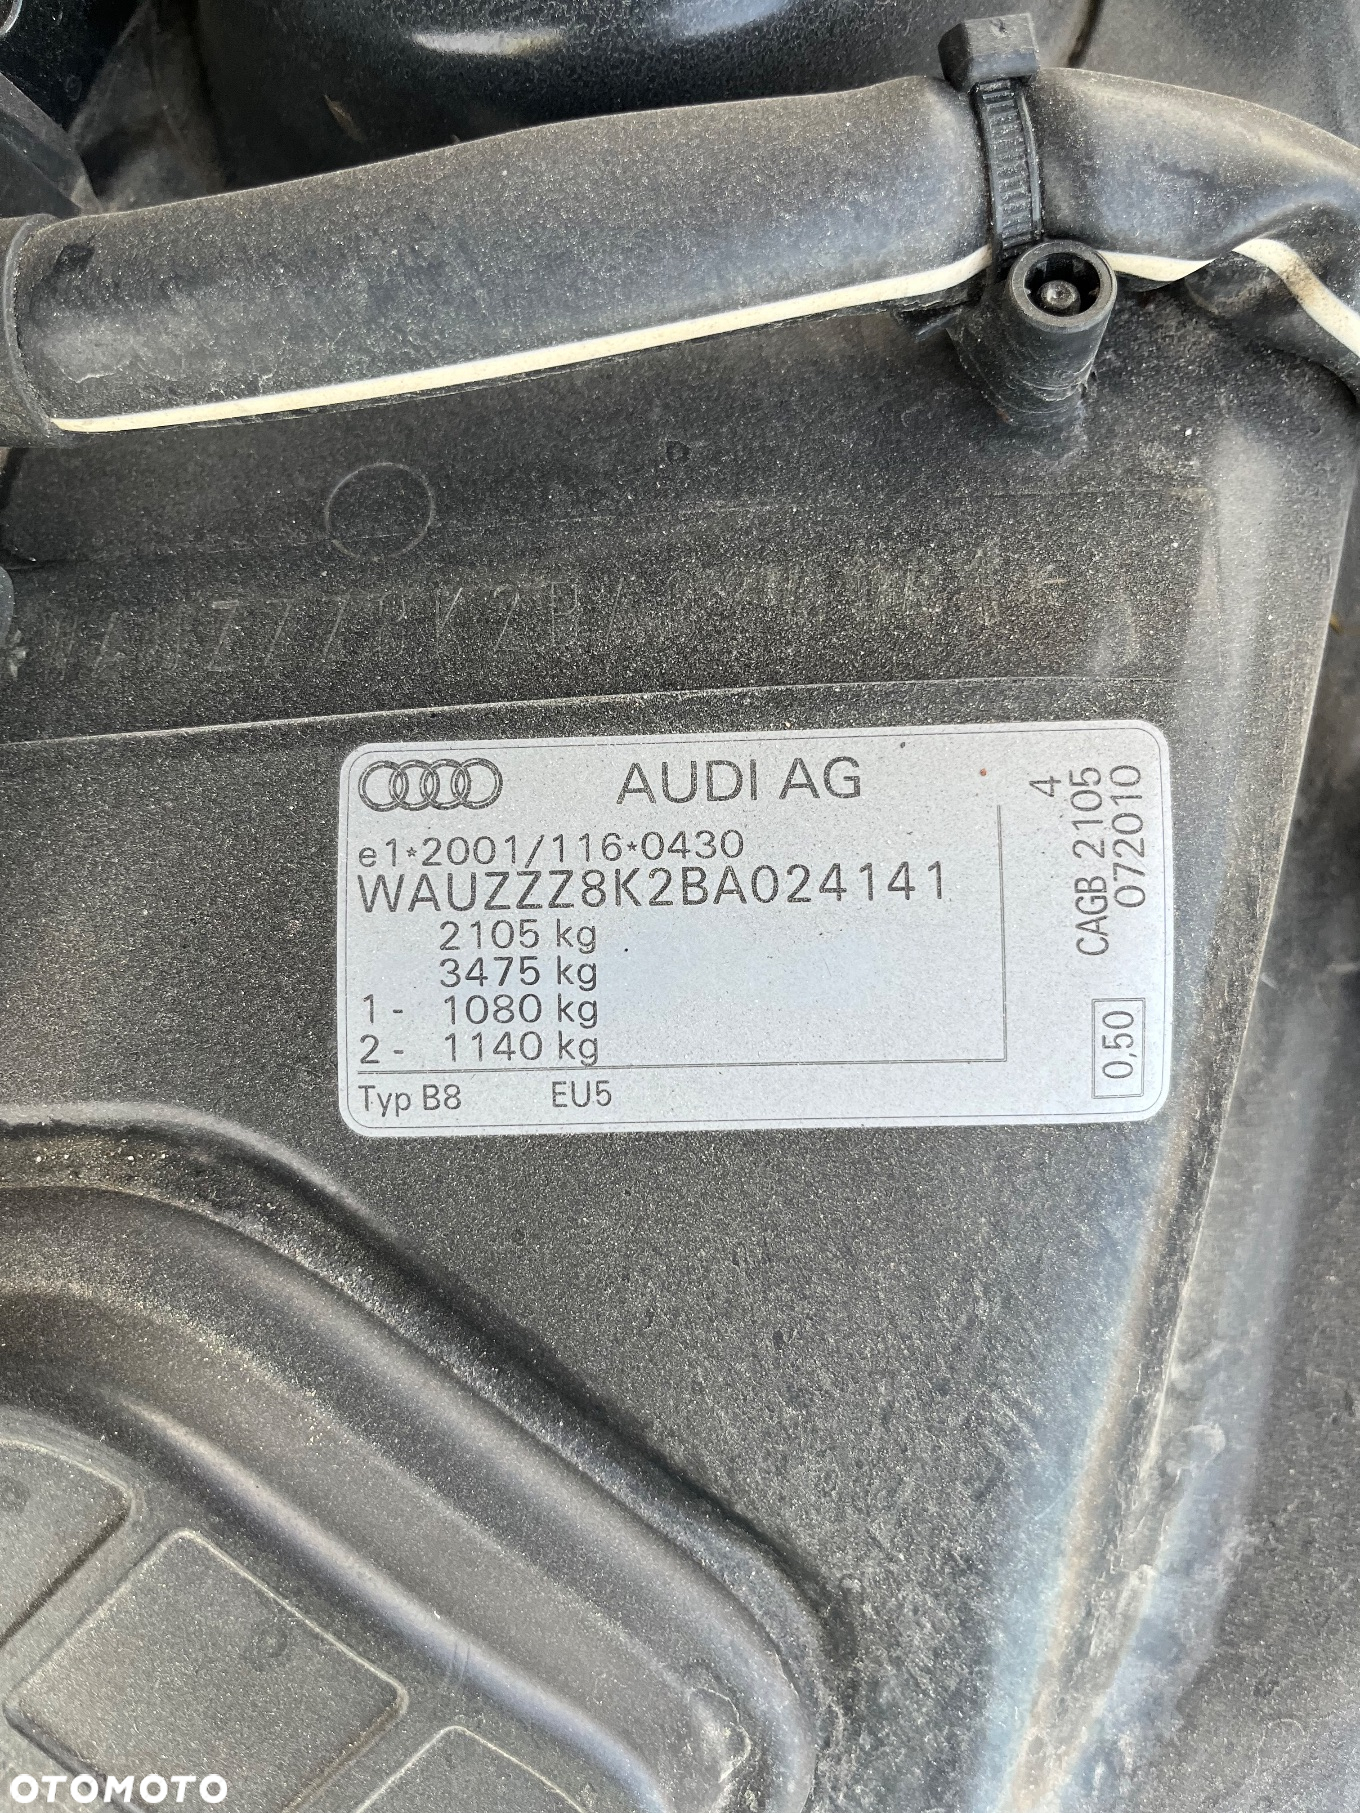 AUDI AG
e1*2001/116*0430
WAUZZZ8K2BA024141
2105 kg
3475 kg
1 - 1080 kg
2 - 1140 kg
Typ B8 EU5
4
CAGB 2105
072010
0,50
OTOMOTO